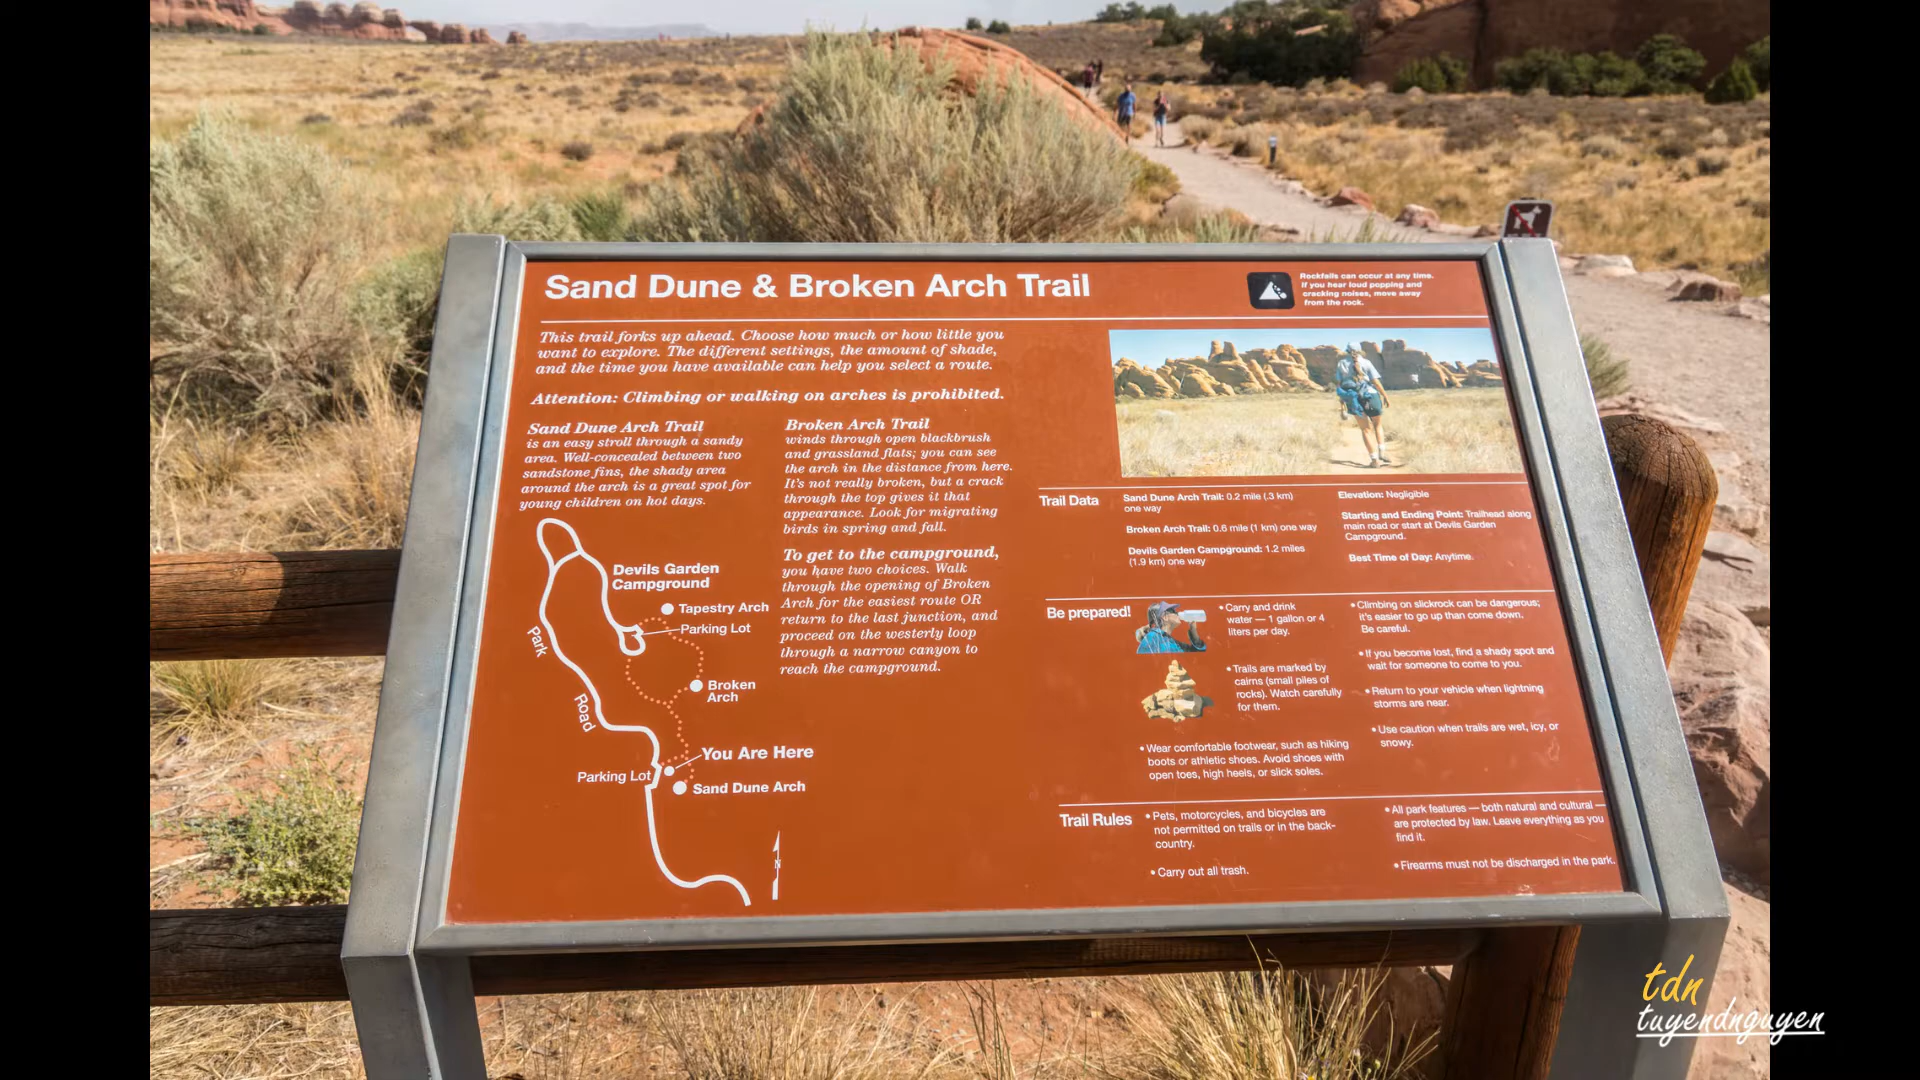 Sand Dune & Broken Arch Trail
Rockfalls can occur at any time.
If you hear loud popping and
cracking noises, move away
from the rock.
This trail forks up ahead. Choose how much or how little you
want to explore. The different settings, the amount of shade,
and the time you have available can help you select a route.
Attention: Climbing or walking on arches is prohibited.
Sand Dune Arch Trail
is an easy stroll through a sandy
area. Well-concealed between two
sandstone fins, the shady area
around the arch is a great spot for
young children on hot days.
Broken Arch Trail
winds through open blackbrush
and grassland flats; you can see
the arch in the distance from here.
It's not really broken, but a crack
through the top gives it that
appearance. Look for migrating
birds in spring and fall.
To get to the campground,
you have two choices. Walk
through the opening of Broken
Arch for the easiest route OR
return to the last junction, and
proceed on the westerly loop
through a narrow canyon to
reach the campground.
Devils Garden
Campground
Tapestry Arch
Parking Lot
Park
Road
Broken
Arch
You Are Here
Parking Lot
Sand Dune Arch
N
Trail Data
Sand Dune Arch Trail: 0.2 mile (.3 km)
one way
Broken Arch Trail: 0.6 mile (1 km) one way
Devils Garden Campground: 1.2 miles
(1.9 km) one way
Elevation: Negligible
Starting and Ending Point: Trailhead along
main road or start at Devils Garden
Campground.
Best Time of Day: Anytime.
Be prepared!
• Carry and drink
water — 1 gallon or 4
liters per day.
• Trails are marked by
cairns (small piles of
rocks). Watch carefully
for them.
• Wear comfortable footwear, such as hiking
boots or athletic shoes. Avoid shoes with
open toes, high heels, or slick soles.
• Climbing on slickrock can be dangerous;
it's easier to go up than come down.
Be careful.
• If you become lost, find a shady spot and
wait for someone to come to you.
• Return to your vehicle when lightning
storms are near.
• Use caution when trails are wet, icy, or
snowy.
Trail Rules
• Pets, motorcycles, and bicycles are
not permitted on trails or in the back-
country.
• Carry out all trash.
• All park features — both natural and cultural —
are protected by law. Leave everything as you
find it.
• Firearms must not be discharged in the park.
tdn
tuyendnguyen